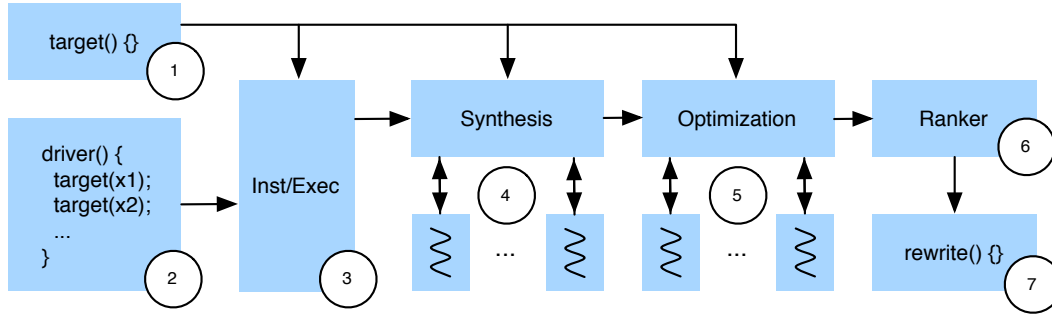 target() {}
1
driver() {
target(x1);
target(x2);
...
}
2
Inst/Exec
3
Synthesis
4
...
Optimization
5
...
Ranker
6
rewrite() {}
7